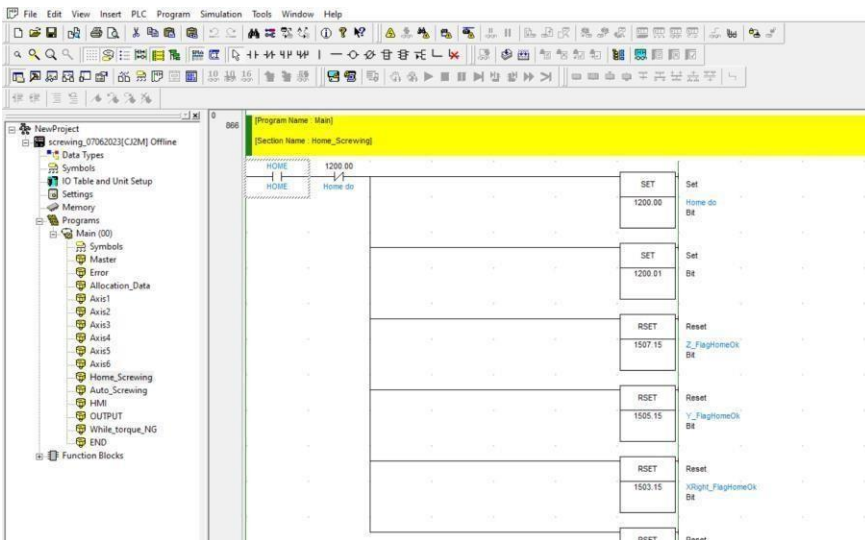 File Edit View Insert PLC Program Simulation Tools Window Help
NewProject
screwing_07062023[CJ2M] Offline
Data Types
Symbols
IO Table and Unit Setup
Settings
Memory
Programs
Main (00)
Symbols
Master
Error
Allocation_Data
Axis1
Axis2
Axis3
Axis4
Axis5
Axis6
Home_Screwing
Auto_Screwing
HMI
OUTPUT
While_torque_NG
END
Function Blocks
0
866
[Program Name : Main]
[Section Name : Home_Screwing]
HOME
HOME
1200.00
Home do
SET Set
1200.00 Home do
Bit
SET Set
1200.01 Bit
RSET Reset
1507.15 Z_FlagHomeOk
Bit
RSET Reset
1505.15 Y_FlagHomeOk
Bit
RSET Reset
1503.15 XRight_FlagHomeOk
Bit
RSET Reset